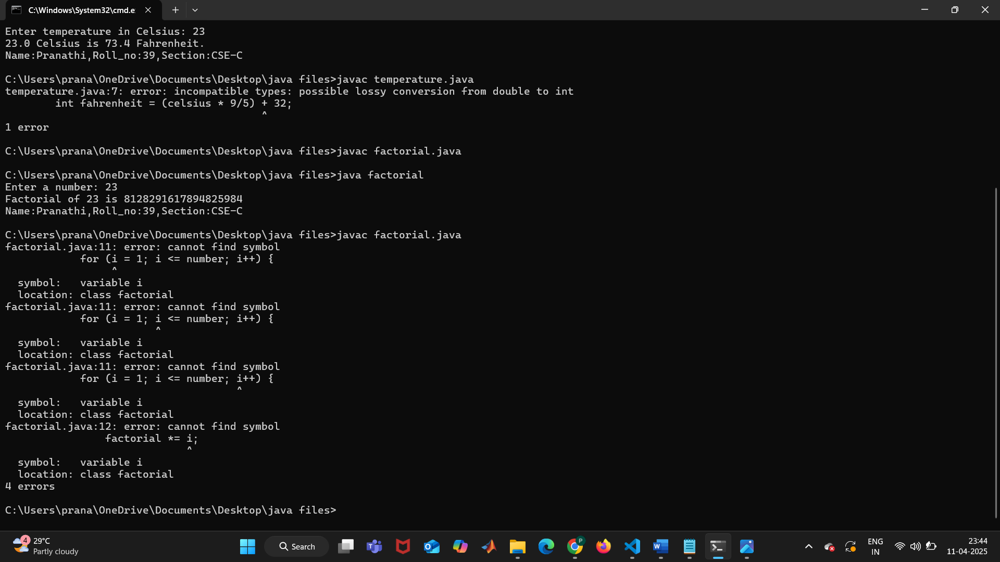 C:\Windows\System32\cmd.e
Enter temperature in Celsius: 23
23.0 Celsius is 73.4 Fahrenheit.
Name:Pranathi,Roll_no:39,Section:CSE-C
C:\Users\prana\OneDrive\Documents\Desktop\java files>javac temperature.java
temperature.java:7: error: incompatible types: possible lossy conversion from double to int
        int fahrenheit = (celsius * 9/5) + 32;
                                         ^
1 error
C:\Users\prana\OneDrive\Documents\Desktop\java files>javac factorial.java
C:\Users\prana\OneDrive\Documents\Desktop\java files>java factorial
Enter a number: 23
Factorial of 23 is 8128291617894825984
Name:Pranathi,Roll_no:39,Section:CSE-C
C:\Users\prana\OneDrive\Documents\Desktop\java files>javac factorial.java
factorial.java:11: error: cannot find symbol
            for (i = 1; i <= number; i++) {
                 ^
  symbol:   variable i
  location: class factorial
factorial.java:11: error: cannot find symbol
            for (i = 1; i <= number; i++) {
                        ^
  symbol:   variable i
  location: class factorial
factorial.java:11: error: cannot find symbol
            for (i = 1; i <= number; i++) {
                                     ^
  symbol:   variable i
  location: class factorial
factorial.java:12: error: cannot find symbol
                factorial *= i;
                             ^
  symbol:   variable i
  location: class factorial
4 errors
C:\Users\prana\OneDrive\Documents\Desktop\java files>
4
29°C
Partly cloudy
Search
P
ENG
IN
23:44
11-04-2025